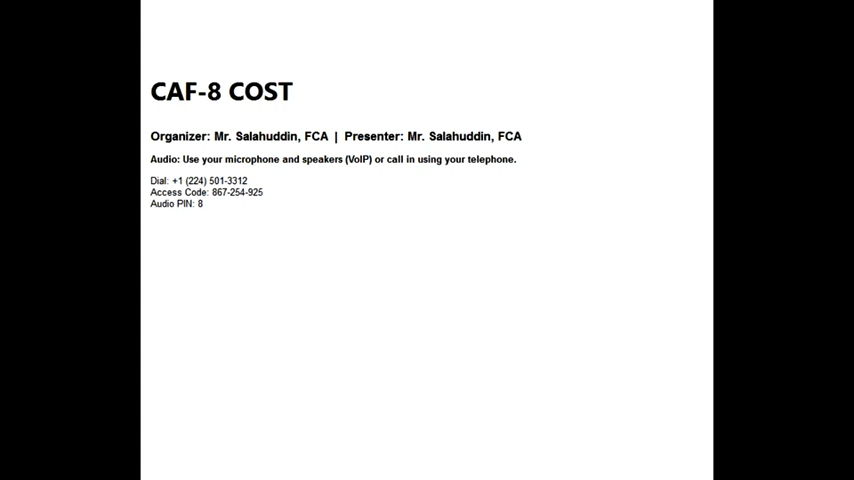 CAF-8 COST
Organizer: Mr. Salahuddin, FCA | Presenter: Mr. Salahuddin, FCA
Audio: Use your microphone and speakers (VoIP) or call in using your telephone.
Dial: +1 (224) 501-3312
Access Code: 867-254-925
Audio PIN: 8